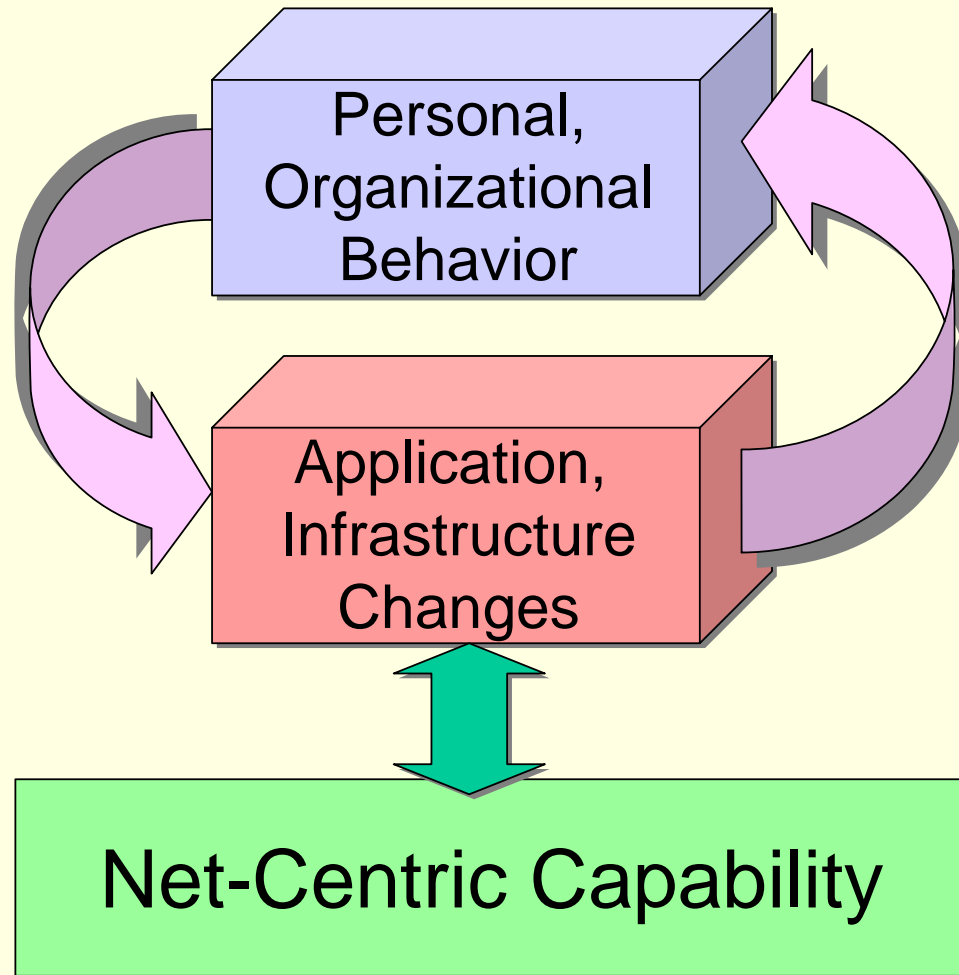 Personal,
Organizational
Behavior
Application,
Infrastructure
Changes
Net-Centric Capability